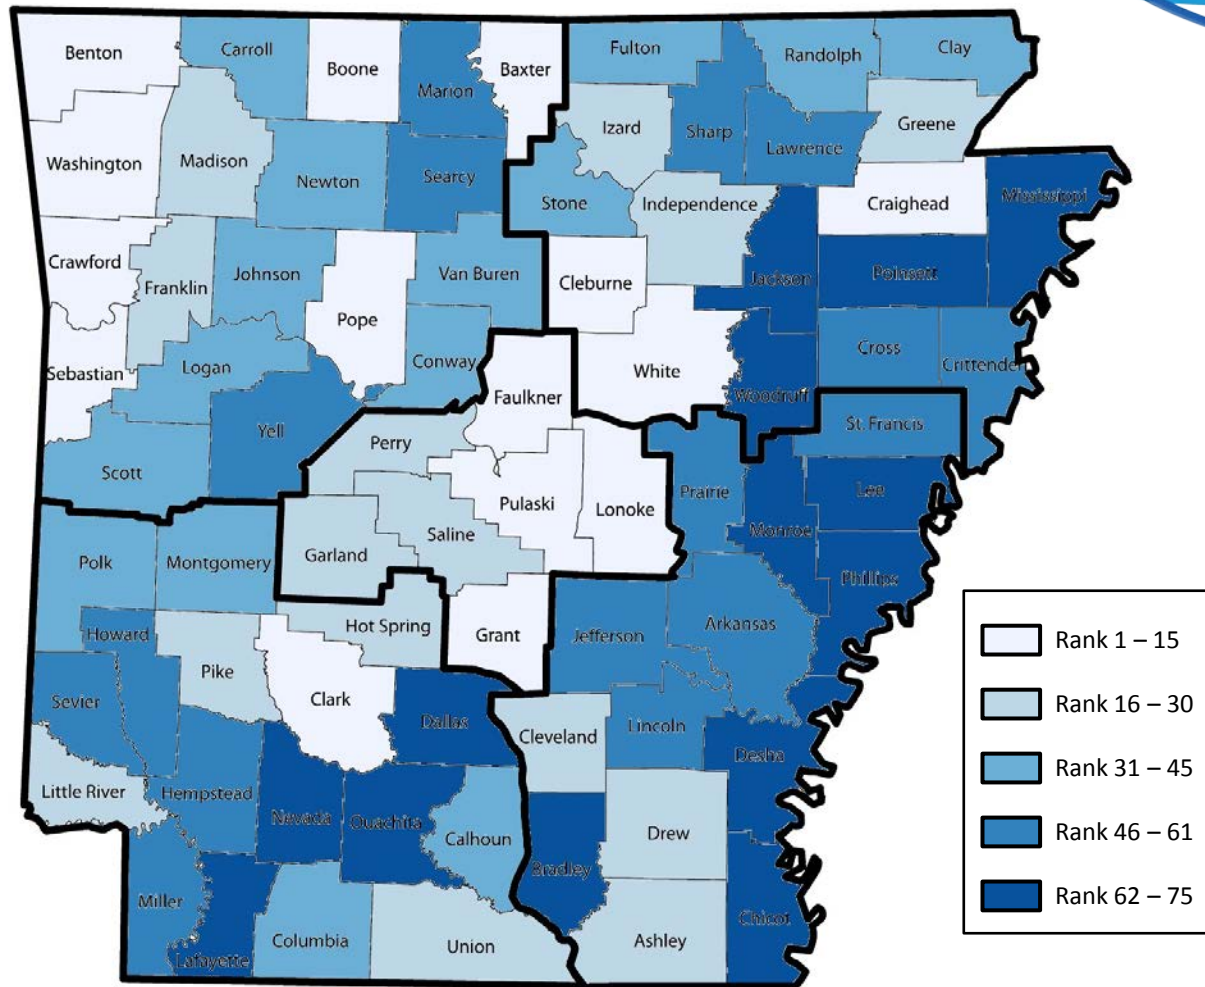 Benton
Carroll
Boone
Marion
Baxter
Fulton
Randolph
Clay
Izard
Sharp
Lawrence
Greene
Washington
Madison
Newton
Searcy
Stone
Independence
Craighead
Mississippi
Crawford
Franklin
Johnson
Pope
Van Buren
Cleburne
Jackson
Poinsett
Sebastian
Logan
Conway
White
Woodruff
Cross
Crittenden
Scott
Yell
Faulkner
Perry
St. Francis
Pulaski
Lonoke
Prairie
Lee
Monroe
Garland
Saline
Phillips
Polk
Montgomery
Howard
Hot Spring
Grant
Jefferson
Arkansas
Sevier
Pike
Clark
Dallas
Cleveland
Lincoln
Desha
Little River
Hempstead
Nevada
Ouachita
Calhoun
Drew
Bradley
Miller
Lafayette
Columbia
Union
Ashley
Chicot
Rank 1 – 15
Rank 16 – 30
Rank 31 – 45
Rank 46 – 61
Rank 62 – 75